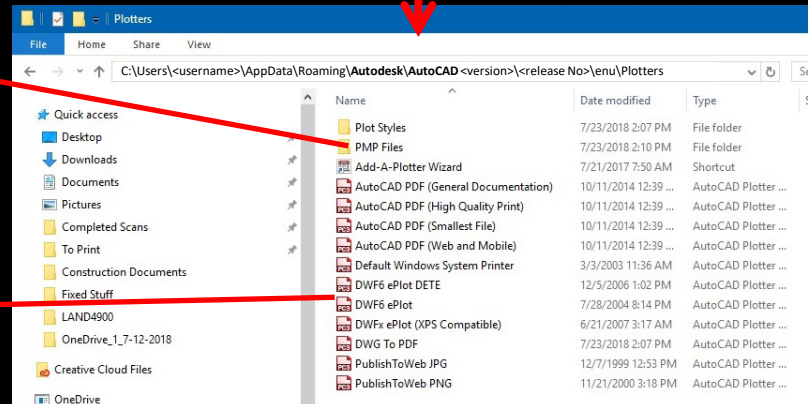 Plotters
File Home Share View
C:\Users\<username>\AppData\Roaming\Autodesk\AutoCAD<version>\<release No>\enu\Plotters
Name Date modified Type
Quick access
Desktop
Downloads
Documents
Pictures
Completed Scans
To Print
Construction Documents
Fixed Stuff
LAND4900
OneDrive_1_7-12-2018
Creative Cloud Files
OneDrive
Plot Styles 7/23/2018 2:07 PM File folder
PMP Files 7/23/2018 2:10 PM File folder
Add-A-Plotter Wizard 7/21/2017 7:50 AM Shortcut
AutoCAD PDF (General Documentation) 10/11/2014 12:39 ... AutoCAD Plotter ...
AutoCAD PDF (High Quality Print) 10/11/2014 12:39 ... AutoCAD Plotter ...
AutoCAD PDF (Smallest File) 10/11/2014 12:39 ... AutoCAD Plotter ...
AutoCAD PDF (Web and Mobile) 10/11/2014 12:39 ... AutoCAD Plotter ...
Default Windows System Printer 3/3/2003 11:36 AM AutoCAD Plotter ...
DWF6 ePlot DETE 12/5/2006 1:02 PM AutoCAD Plotter ...
DWF6 ePlot 7/28/2004 8:14 PM AutoCAD Plotter ...
DWFx ePlot (XPS Compatible) 6/21/2007 3:17 AM AutoCAD Plotter ...
DWG To PDF 7/23/2018 2:07 PM AutoCAD Plotter ...
PublishToWeb JPG 12/7/1999 12:53 PM AutoCAD Plotter ...
PublishToWeb PNG 11/21/2000 3:18 PM AutoCAD Plotter ...